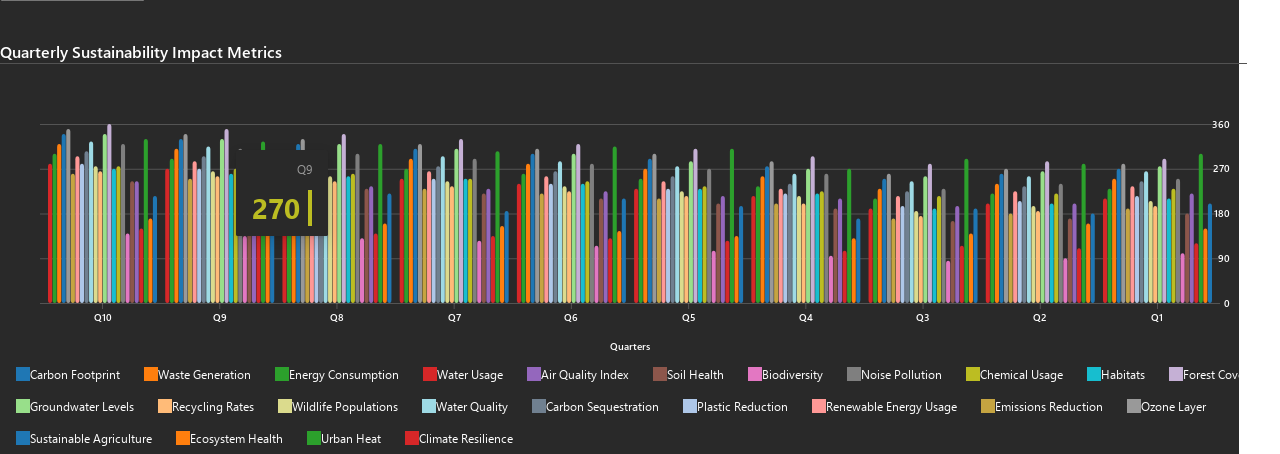 Quarterly Sustainability Impact Metrics
360
Q9
270
270
180
90
0
Q10 Q9 Q8 Q7 Q6 Q5 Q4 Q3 Q2 Q1
Quarters
Carbon Footprint Waste Generation Energy Consumption Water Usage Air Quality Index Soil Health Biodiversity Noise Pollution Chemical Usage Habitats Forest Cov
Groundwater Levels Recycling Rates Wildlife Populations Water Quality Carbon Sequestration Plastic Reduction Renewable Energy Usage Emissions Reduction Ozone Layer
Sustainable Agriculture Ecosystem Health Urban Heat Climate Resilience